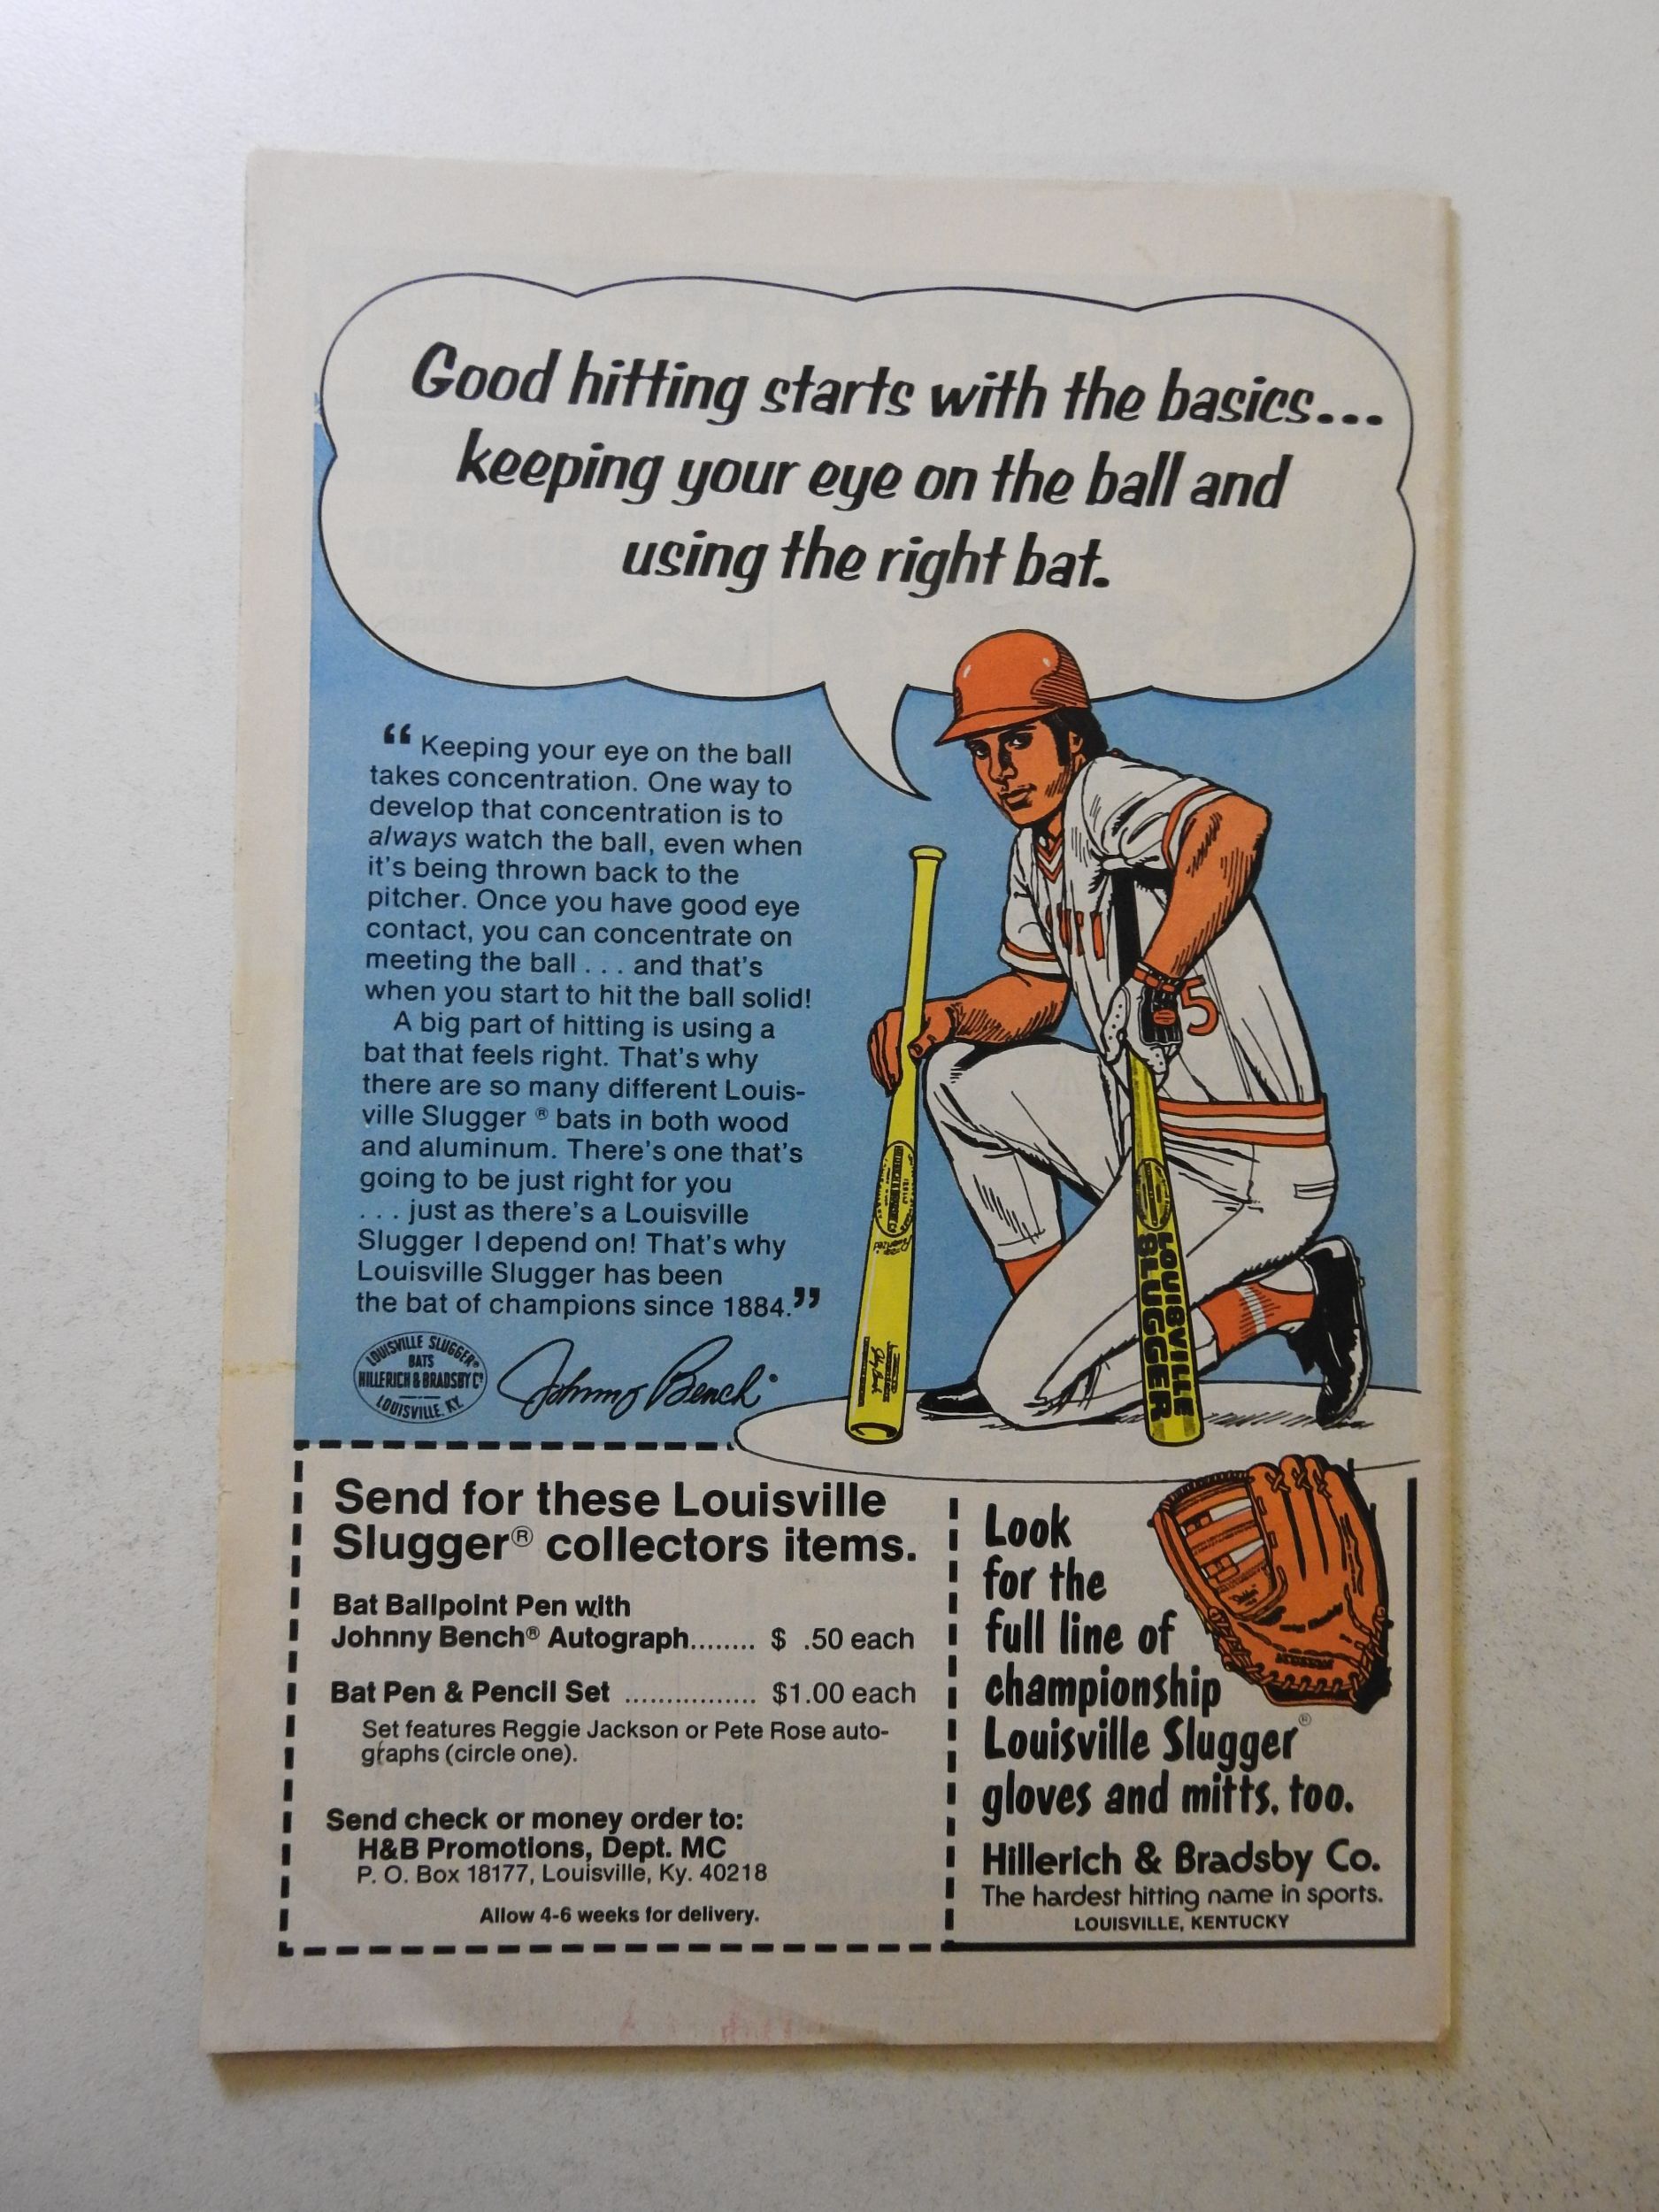 Good hitting starts with the basics...
keeping your eye on the ball and
using the right bat.
“Keeping your eye on the ball
takes concentration. One way to
develop that concentration is to
always watch the ball, even when
it's being thrown back to the
pitcher. Once you have good eye
contact, you can concentrate on
meeting the ball . . . and that's
when you start to hit the ball solid!
A big part of hitting is using a
bat that feels right. That's why
there are so many different Louis-
ville Slugger ® bats in both wood
and aluminum. There's one that's
going to be just right for you
. . . just as there's a Louisville
Slugger I depend on! That's why
Louisville Slugger has been
the bat of champions since 1884.”
LOUISVILLE SLUGGER®
BATS
HILLERICH & BRADSBY Cº
LOUISVILLE. KY.
Johnny Bench
5
LOUISVILLE
SLUGGER
Send for these Louisville
Slugger® collectors items.
Bat Ballpoint Pen with
Johnny Bench® Autograph........ $ .50 each
Bat Pen & Pencil Set ................ $1.00 each
Set features Reggie Jackson or Pete Rose auto-
graphs (circle one).
Send check or money order to:
H&B Promotions, Dept. MC
P. O. Box 18177, Louisville, Ky. 40218
Allow 4-6 weeks for delivery.
Look
for the
full line of
championship
Louisville Slugger®
gloves and mitts, too.
Hillerich & Bradsby Co.
The hardest hitting name in sports.
LOUISVILLE, KENTUCKY